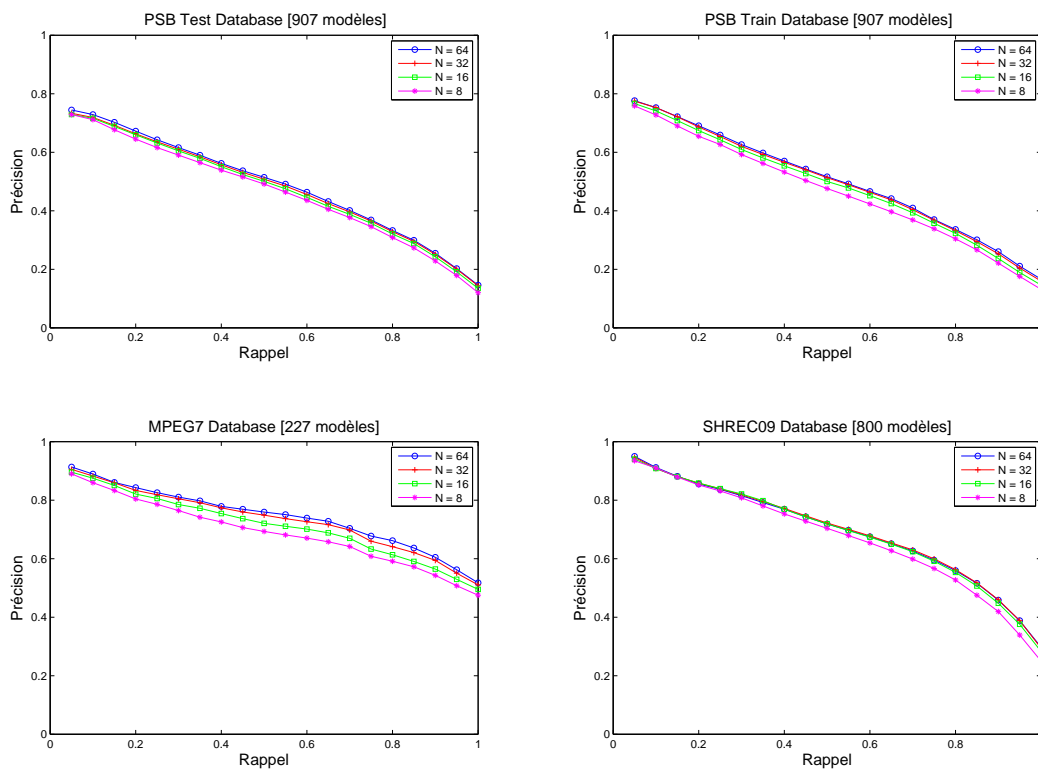 PSB Test Database [907 modèles]
1
0.8
0.6
0.4
0.2
0
Précision
N = 64
N = 32
N = 16
N = 8
0
0.2
0.4
0.6
0.8
1
Rappel
PSB Train Database [907 modèles]
1
0.8
0.6
0.4
0.2
0
Précision
N = 64
N = 32
N = 16
N = 8
0
0.2
0.4
0.6
0.8
Rappel
MPEG7 Database [227 modèles]
1
0.8
0.6
0.4
0.2
0
Précision
N = 64
N = 32
N = 16
N = 8
0
0.2
0.4
0.6
0.8
1
Rappel
SHREC09 Database [800 modèles]
1
0.8
0.6
0.4
0.2
0
Précision
N = 64
N = 32
N = 16
N = 8
0
0.2
0.4
0.6
0.8
Rappel